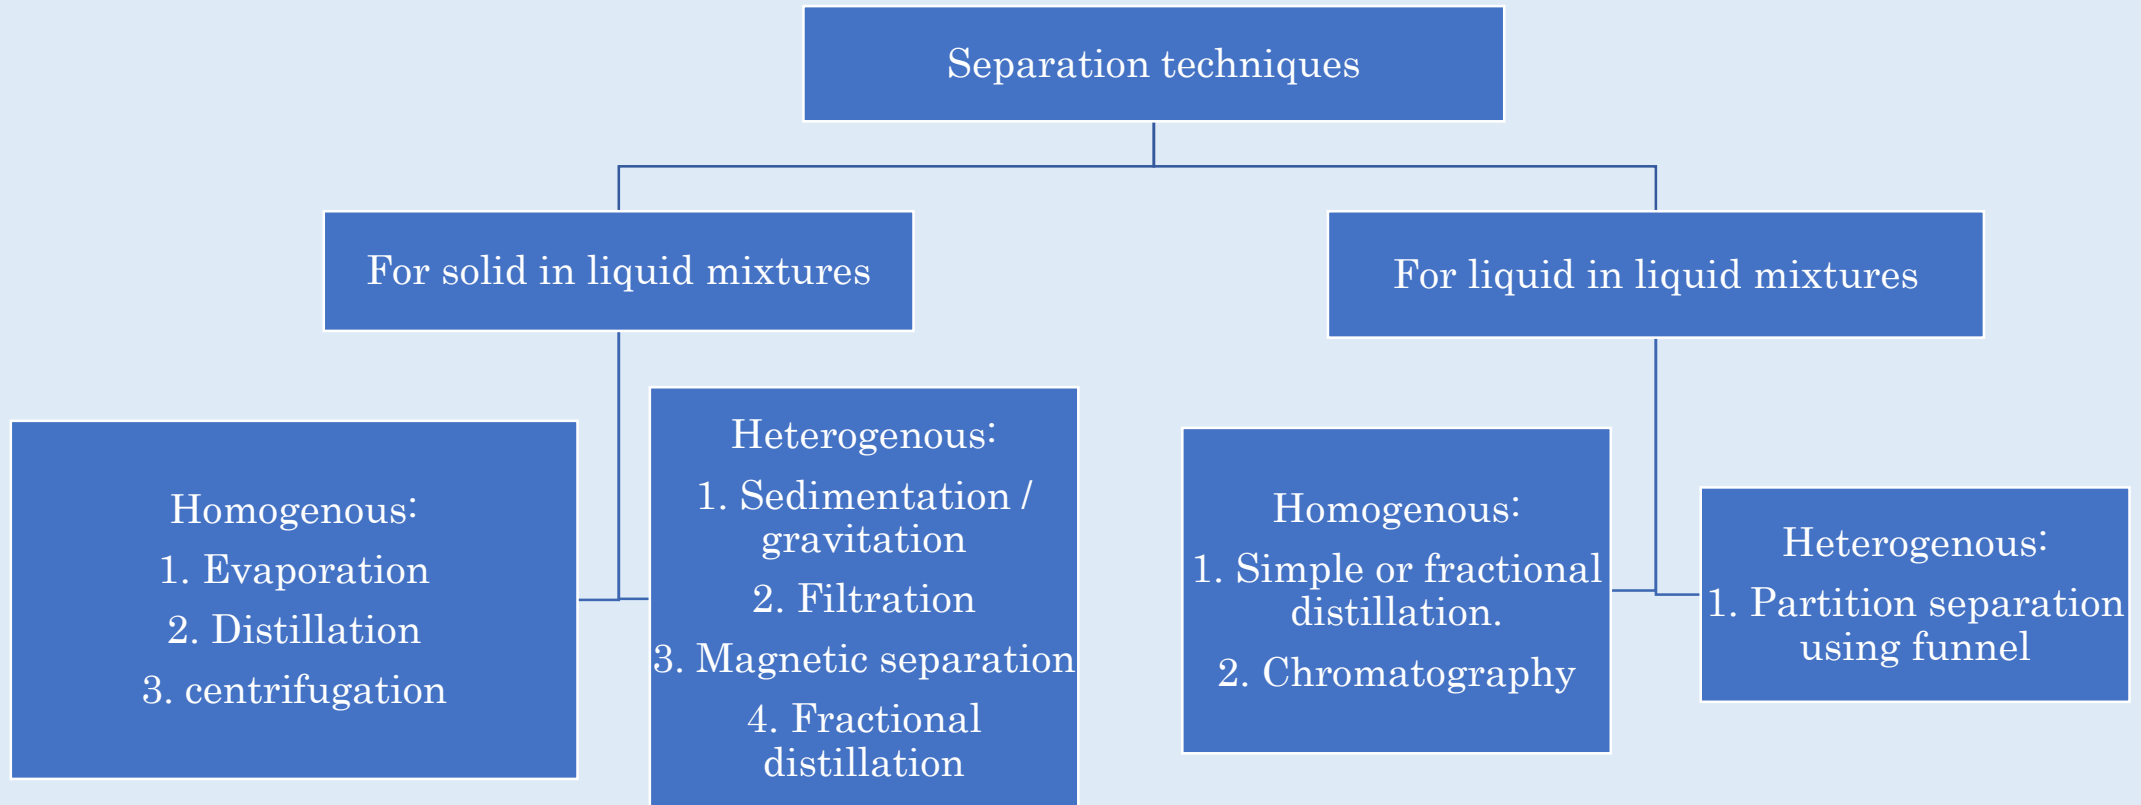 Separation techniques
For solid in liquid mixtures
For liquid in liquid mixtures
Homogenous:
1. Evaporation
2. Distillation
3. centrifugation
Heterogenous:
1. Sedimentation /
gravitation
2. Filtration
3. Magnetic separation
4. Fractional
distillation
Homogenous:
1. Simple or fractional
distillation.
2. Chromatography
Heterogenous:
1. Partition separation
using funnel